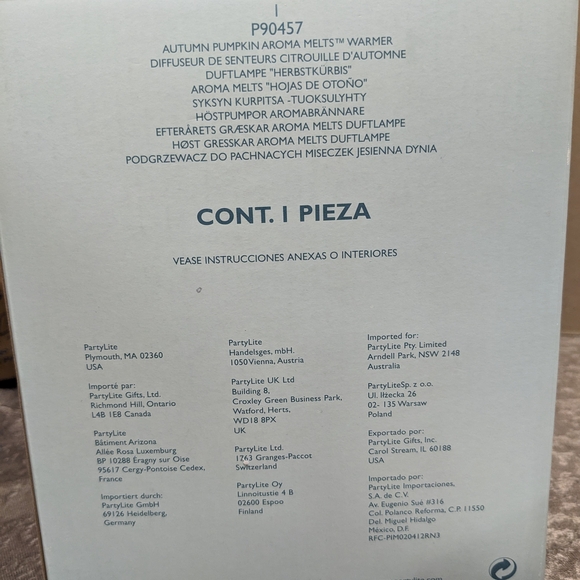 1
P90457
AUTUMN PUMPKIN AROMA MELTS™ WARMER
DIFFUSEUR DE SENTEURS CITROUILLE D'AUTOMNE
DUFTLAMPE "HERBSTKÜRBIS"
AROMA MELTS "HOJAS DE OTOÑO"
SYKSYN KURPITSA -TUOKSULYHTY
HÖSTPUMPOR AROMABRÄNNARE
EFTERÅRETS GRÆSKAR AROMA MELTS DUFTLAMPE
HØST GRESSKAR AROMA MELTS DUFTLAMPE
PODGRZEWACZ DO PACHNACYCH MISECZEK JESIENNA DYNIA
CONT. 1 PIEZA
VEASE INSTRUCCIONES ANEXAS O INTERIORES
PartyLite
Plymouth, MA 02360
USA
Importé par:
PartyLite Gifts, Ltd.
Richmond Hill, Ontario
L4B 1E8 Canada
PartyLite
Bâtiment Arizona
Allée Rosa Luxemburg
BP 10288 Éragny sur Oise
95617 Cergy-Pontoise Cedex,
France
Importiert durch:
PartyLite GmbH
69126 Heidelberg,
Germany
PartyLite
Handelsges, mbH.
1050 Vienna, Austria
PartyLite UK Ltd
Building 8,
Croxley Green Business Park,
Watford, Herts,
WD18 8PX
UK
PartyLite Ltd.
1763 Granges-Paccot
Switzerland
PartyLite Oy
Linnoitustie 4 B
02600 Espoo
Finland
Imported for:
PartyLite Pty. Limited
Arndell Park, NSW 2148
Australia
PartyLiteSp. z o.o.
Ul. Iłżecka 26
02- 135 Warsaw
Poland
Exportado por:
PartyLite Gifts, Inc.
Carol Stream, IL 60188
USA
Importado por:
PartyLite Importaciones,
S.A. de C.V.
Av. Eugenio Sué #316
Col. Polanco Reforma, C.P. 11550
Del. Miguel Hidalgo
México, D.F.
RFC-PIM020412RN3